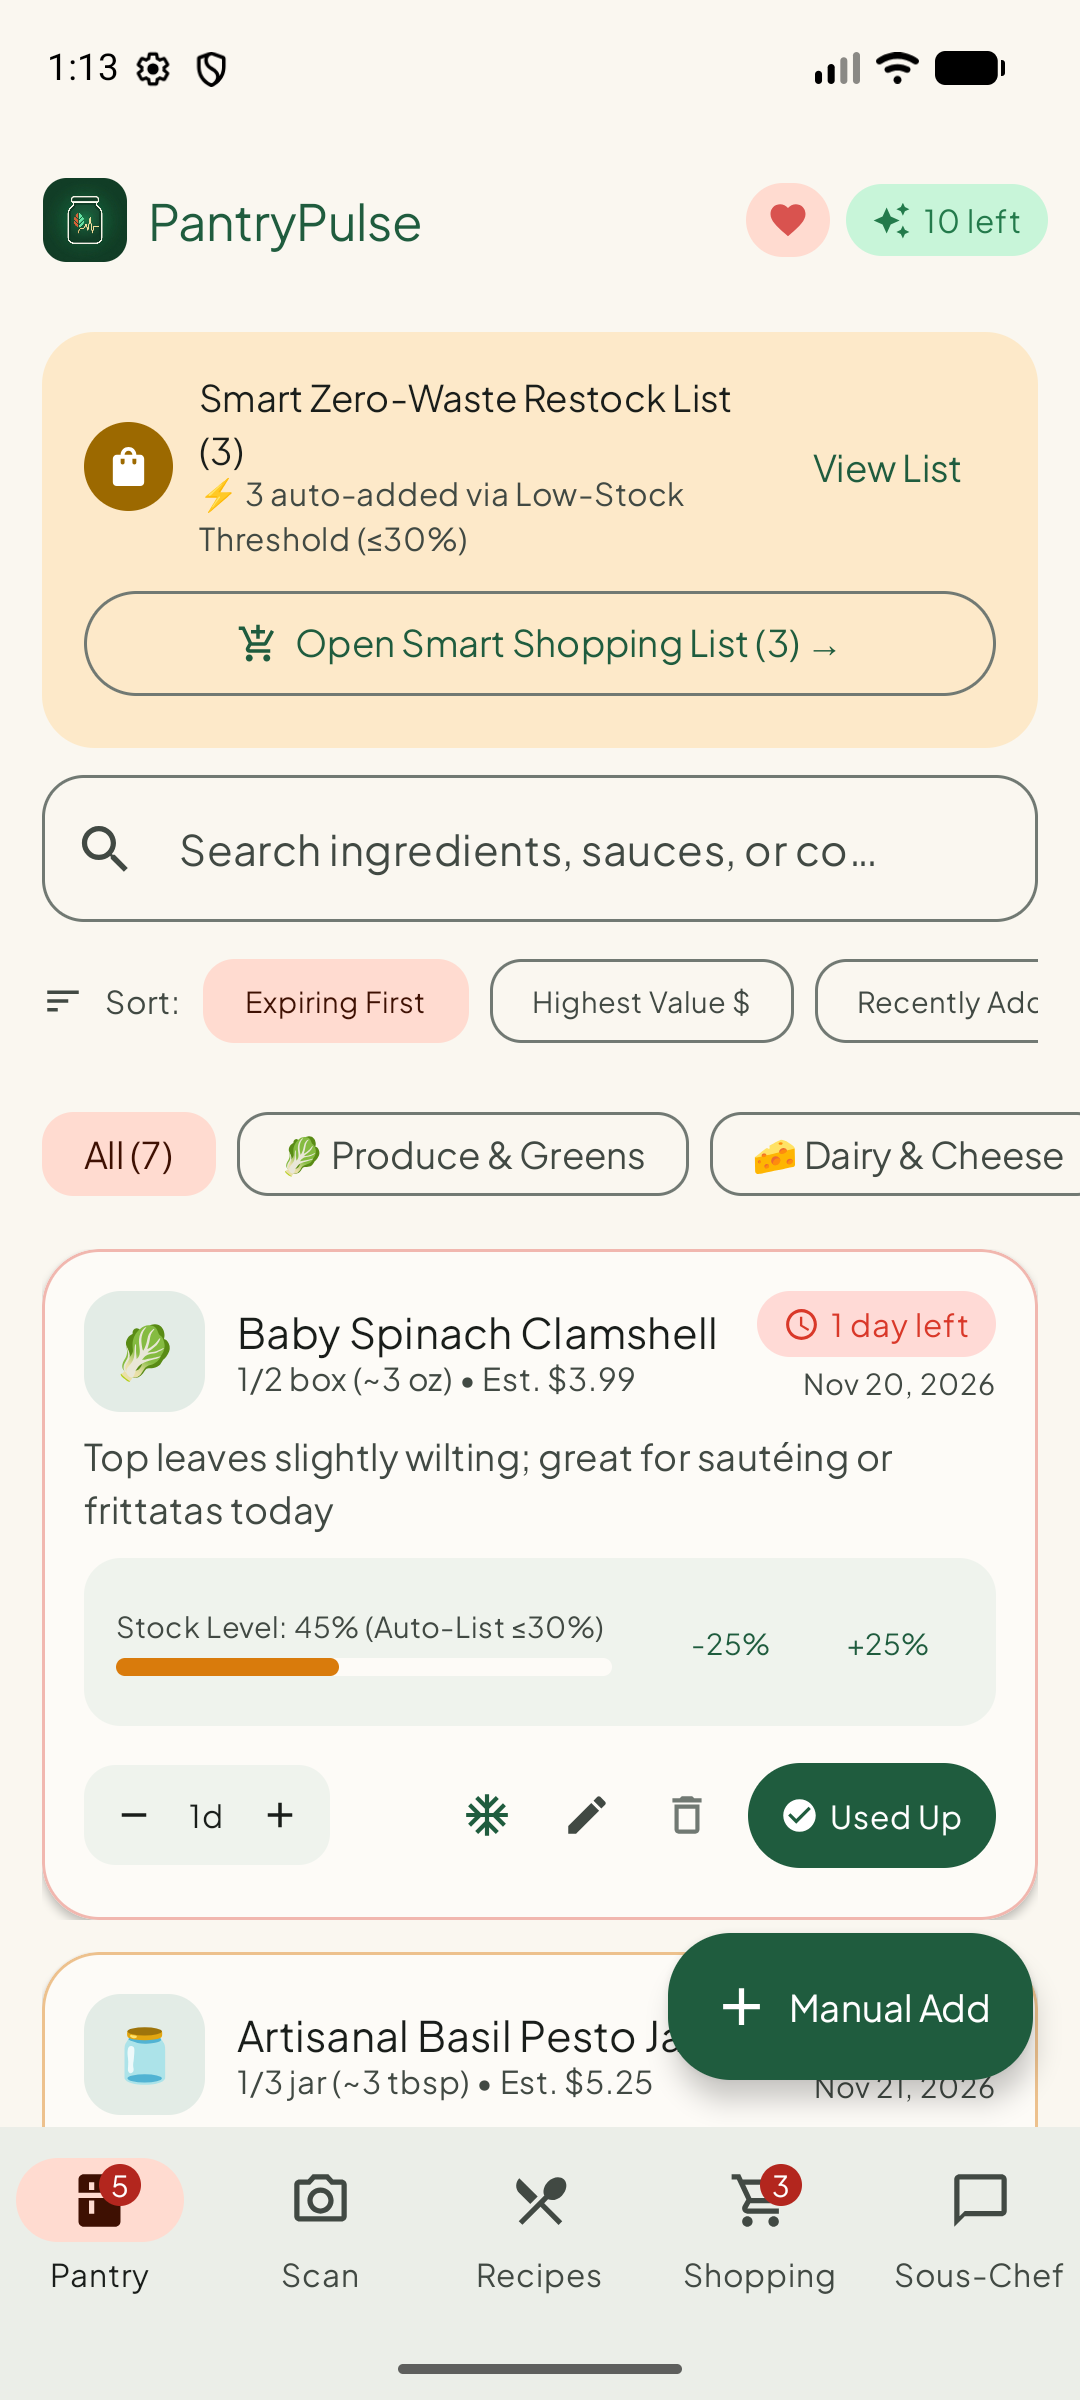 1:13
PantryPulse
10 left
Smart Zero-Waste Restock List
(3)
⚡ 3 auto-added via Low-Stock
Threshold (≤30%)
View List
Open Smart Shopping List (3) →
Search ingredients, sauces, or co...
Sort:
Expiring First
Highest Value $
Recently Add
All (7)
🥬 Produce & Greens
🧀 Dairy & Cheese
Baby Spinach Clamshell
1 day left
1/2 box (~3 oz) • Est. $3.99
Nov 20, 2026
Top leaves slightly wilting; great for sautéing or
frittatas today
Stock Level: 45% (Auto-List ≤30%)
-25%
+25%
− 1d +
Used Up
Artisanal Basil Pesto Ja
1/3 jar (~3 tbsp) • Est. $5.25
Nov 21, 2026
+ Manual Add
5
Pantry
Scan
Recipes
3
Shopping
Sous-Chef